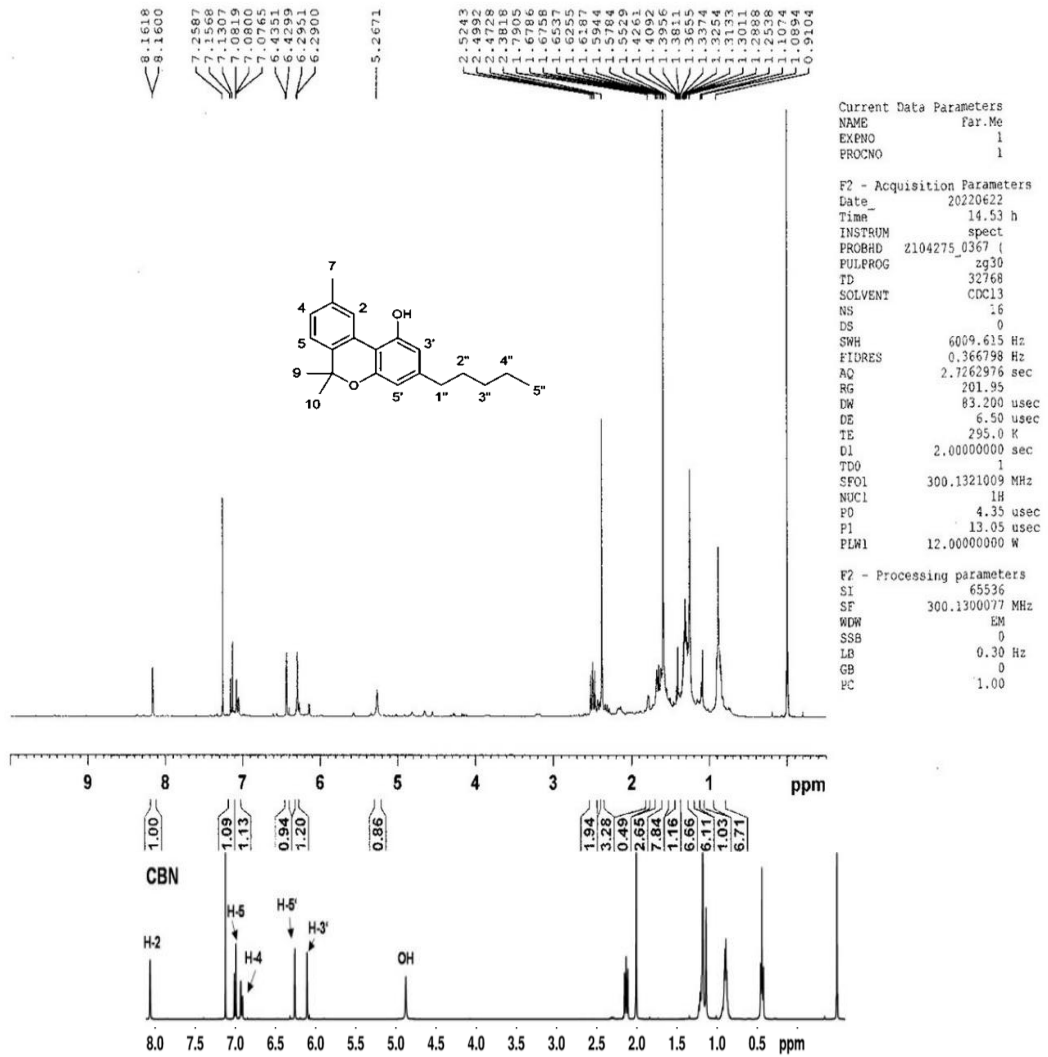 8.1618
8.1600
7.2587
7.1568
7.1307
7.0819
7.0800
7.0765
6.4351
6.4299
6.2951
6.2900
5.2671
2.5243
2.4992
2.4728
2.3818
1.7905
1.6786
1.6758
1.6537
1.6255
1.6187
1.5944
1.5784
1.5529
1.4261
1.4092
1.3956
1.3811
1.3655
1.3374
1.3254
1.3133
1.3011
1.2888
1.2538
1.1074
1.0894
0.9104
Current Data Parameters
NAME Far.Me
EXPNO 1
PROCNO 1
F2 - Acquisition Parameters
Date_ 20220622
Time 14.53 h
INSTRUM spect
PROBHD Z104275_0367 (
PULPROG zg30
TD 32768
SOLVENT CDCl3
NS 16
DS 0
SWH 6009.615 Hz
FIDRES 0.366798 Hz
AQ 2.7262976 sec
RG 201.95
DW 83.200 usec
DE 6.50 usec
TE 295.0 K
D1 2.00000000 sec
TD0 1
SFO1 300.1321009 MHz
NUC1 1H
P0 4.35 usec
P1 13.05 usec
PLW1 12.00000000 W
F2 - Processing parameters
SI 65536
SF 300.1300077 MHz
WDW EM
SSB 0
LB 0.30 Hz
GB 0
PC 1.00
7
4 2 OH
5 3' 2" 4"
9 O 5' 1" 3" 5"
10
9 8 7 6 5 4 3 2 1 ppm
1.00 1.09 1.13 0.94 1.20 0.86 1.94 3.28 0.49 2.65 7.84 1.16 6.66 6.11 1.03 6.71
CBN
H-2 H-5 H-4 H-5' H-3' OH
8.0 7.5 7.0 6.5 6.0 5.5 5.0 4.5 4.0 3.5 3.0 2.5 2.0 1.5 1.0 0.5 ppm